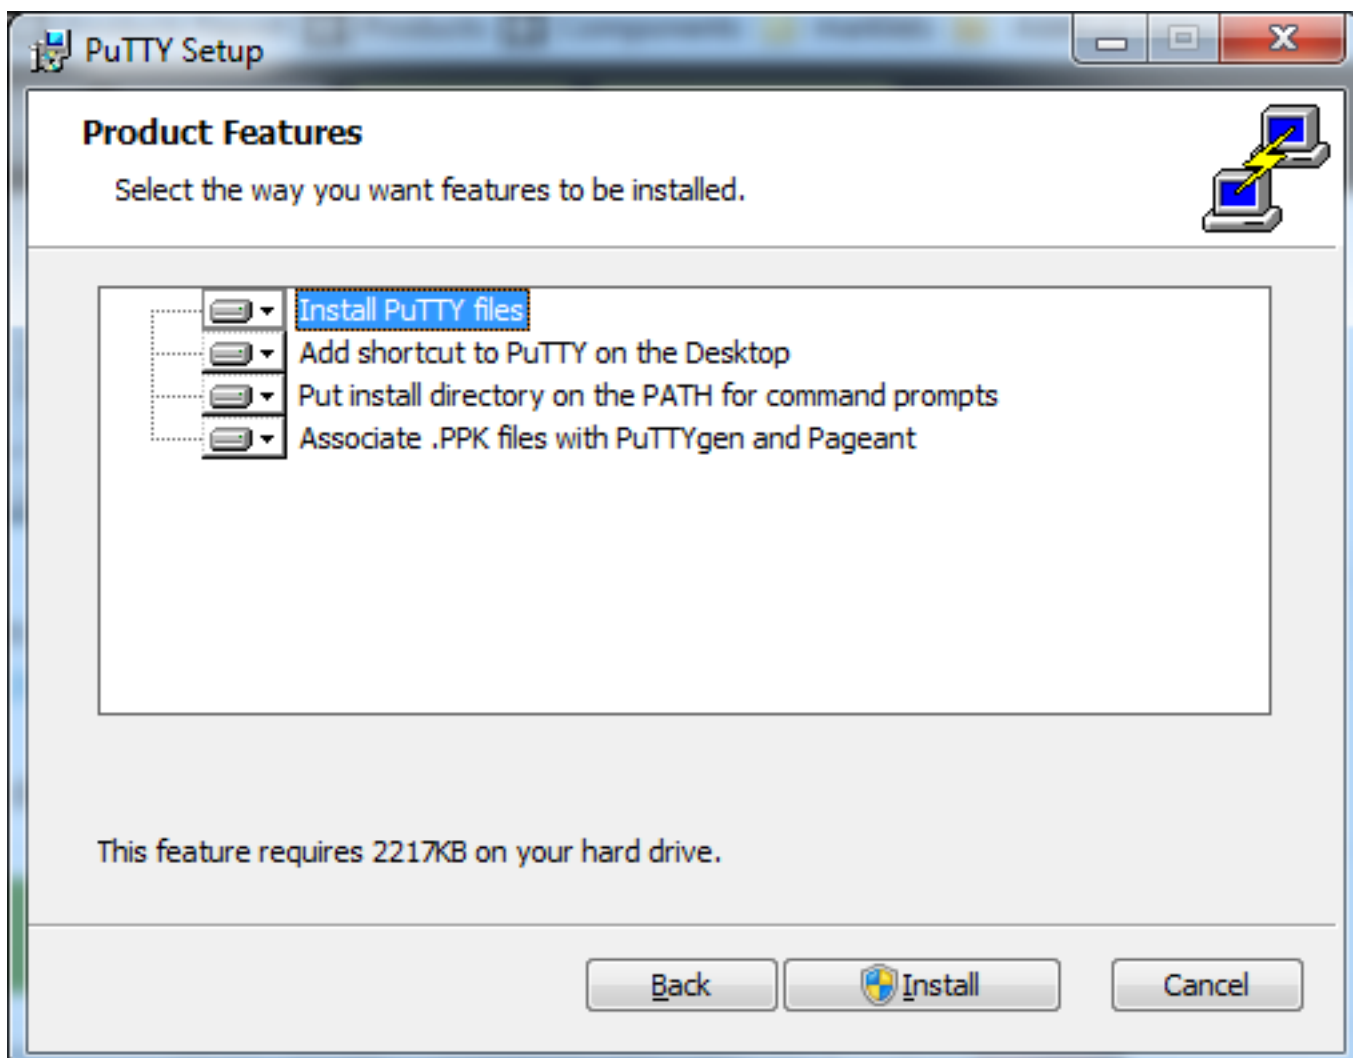 PuTTY Setup
Product Features
Select the way you want features to be installed.
Install PuTTY files
Add shortcut to PuTTY on the Desktop
Put install directory on the PATH for command prompts
Associate .PPK files with PuTTYgen and Pageant
This feature requires 2217KB on your hard drive.
Back Install Cancel